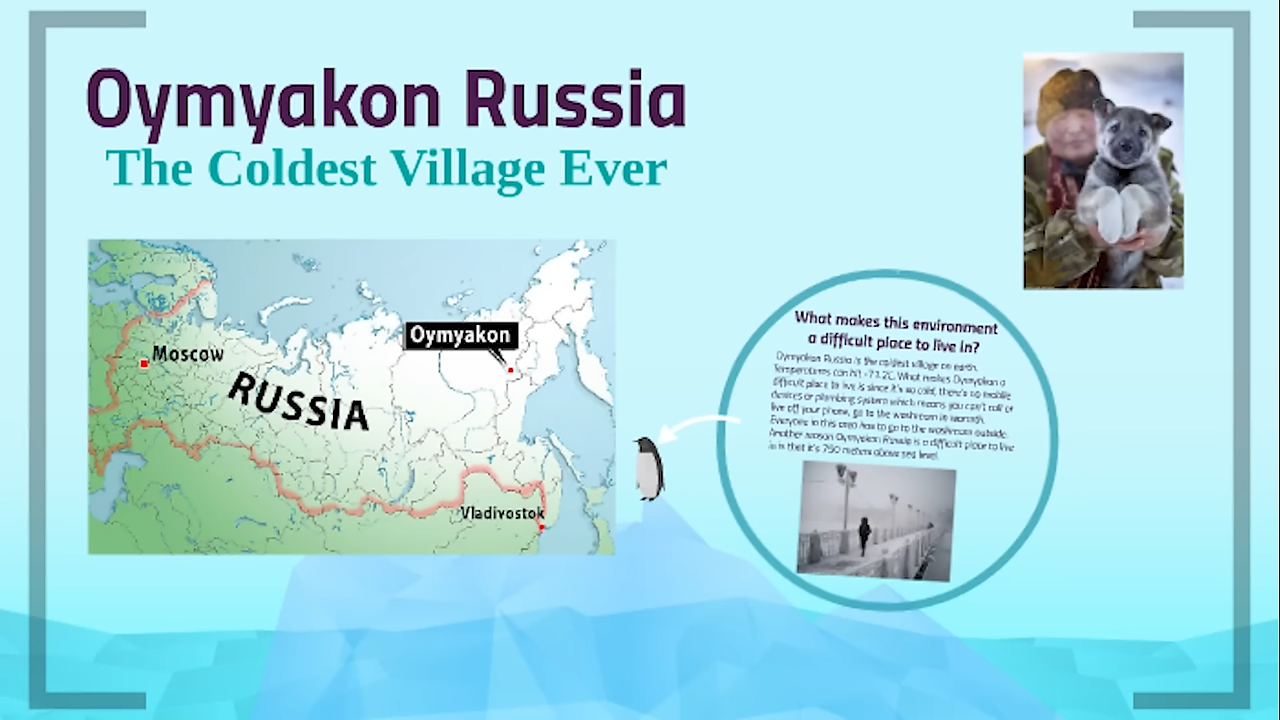 Oymyakon Russia
The Coldest Village Ever
Moscow
RUSSIA
Oymyakon
Vladivostok
What makes this environment
a difficult place to live in?
Oymyakon Russia is the coldest village on earth.
Temperatures can hit -71.2C. What makes Oymyakon a
difficult place to live is since it's so cold, there's no mobile
devices or plumbing system which means you can't call or
live off your phone, go to the washroom in warmth.
Everyone in this area has to go to the washroom outside.
Another reason Oymyakon Russia is a difficult place to live
is in that it's 750 meters above sea level.